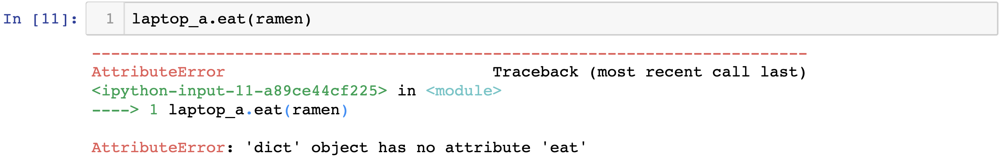 In [11]: 1 laptop_a.eat(ramen)
---------------------------------------------------------------------------
AttributeError Traceback (most recent call last)
<ipython-input-11-a89ce44cf225> in <module>
----> 1 laptop_a.eat(ramen)
AttributeError: 'dict' object has no attribute 'eat'